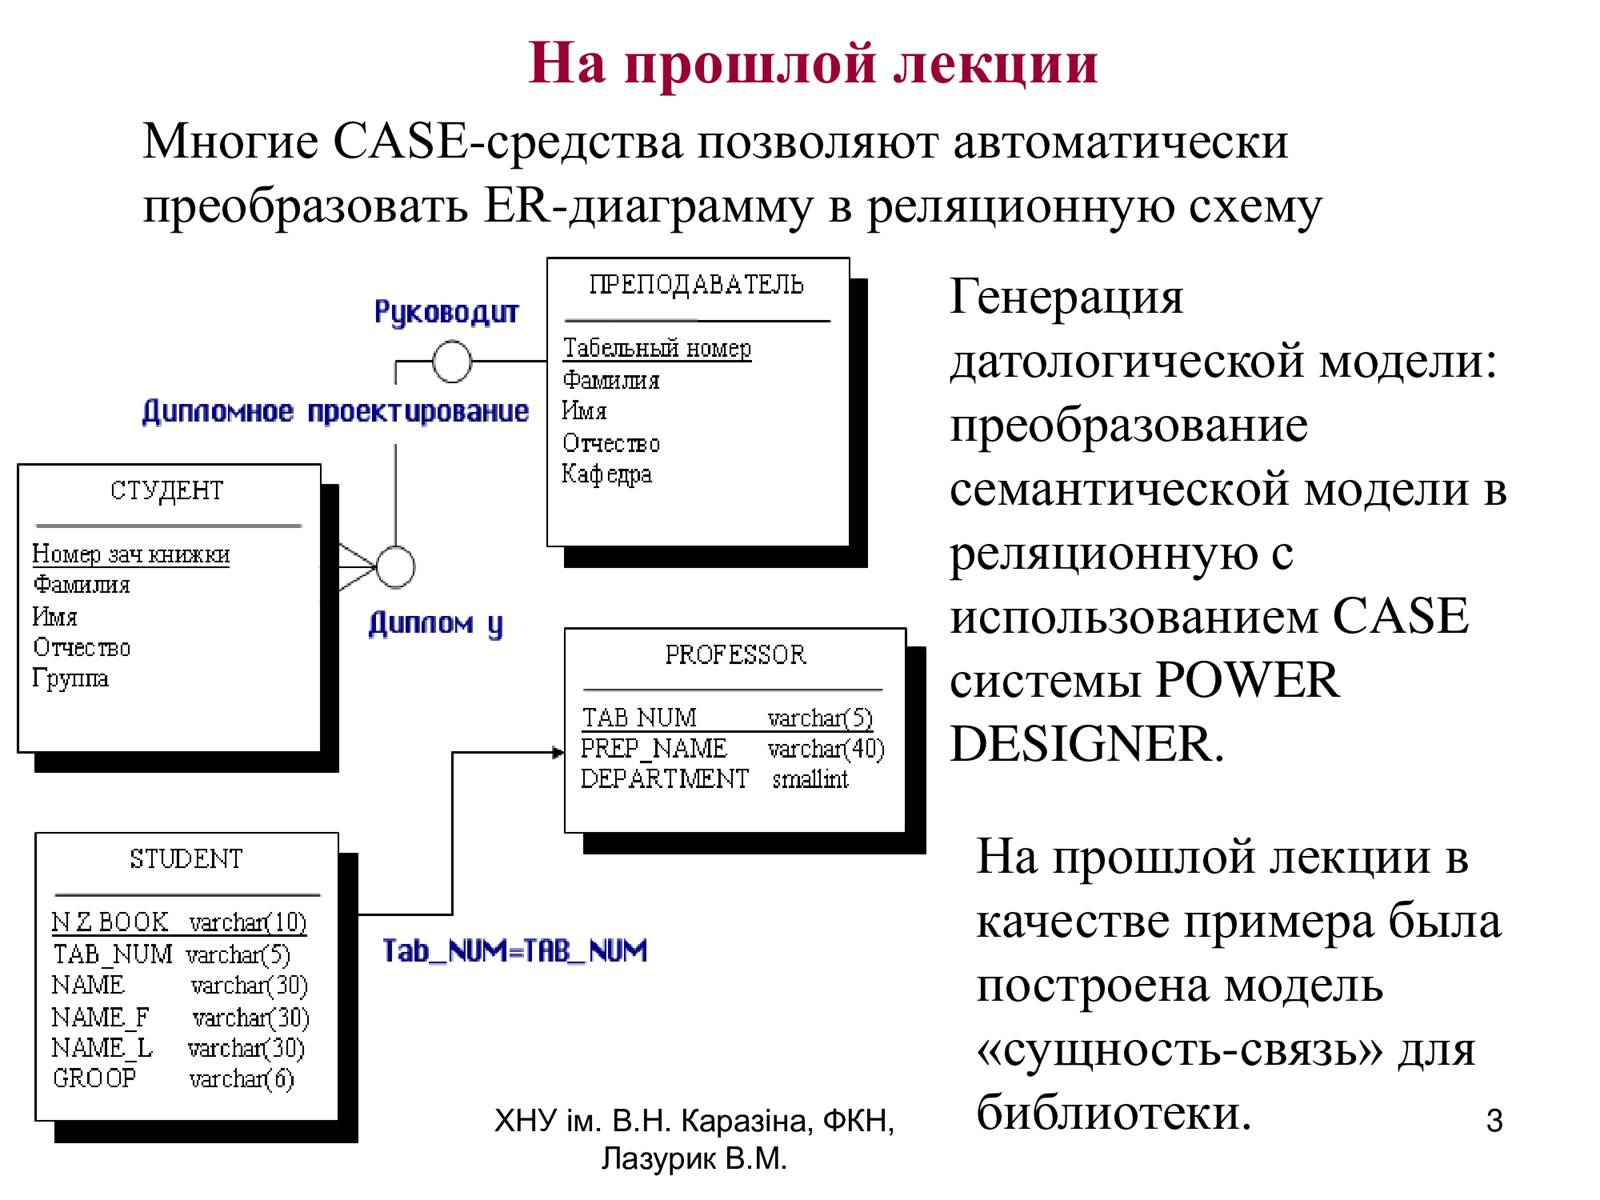 На прошлой лекции
Многие CASE-средства позволяют автоматически
преобразовать ER-диаграмму в реляционную схему
ПРЕПОДАВАТЕЛЬ
Табельный номер
Фамилия
Имя
Отчество
Кафедра
Руководит
Дипломное проектирование
СТУДЕНТ
Номер зач книжки
Фамилия
Имя
Отчество
Группа
Диплом у
PROFESSOR
TAB NUM varchar(5)
PREP_NAME varchar(40)
DEPARTMENT smallint
STUDENT
N Z BOOK varchar(10)
TAB_NUM varchar(5)
NAME varchar(30)
NAME_F varchar(30)
NAME_L varchar(30)
GROOP varchar(6)
Tab_NUM=TAB_NUM
Генерация
датологической модели:
преобразование
семантической модели в
реляционную с
использованием CASE
системы POWER
DESIGNER.
На прошлой лекции в
качестве примера была
построена модель
«сущность-связь» для
библиотеки.
ХНУ ім. В.Н. Каразіна, ФКН,
Лазурик В.М.
3